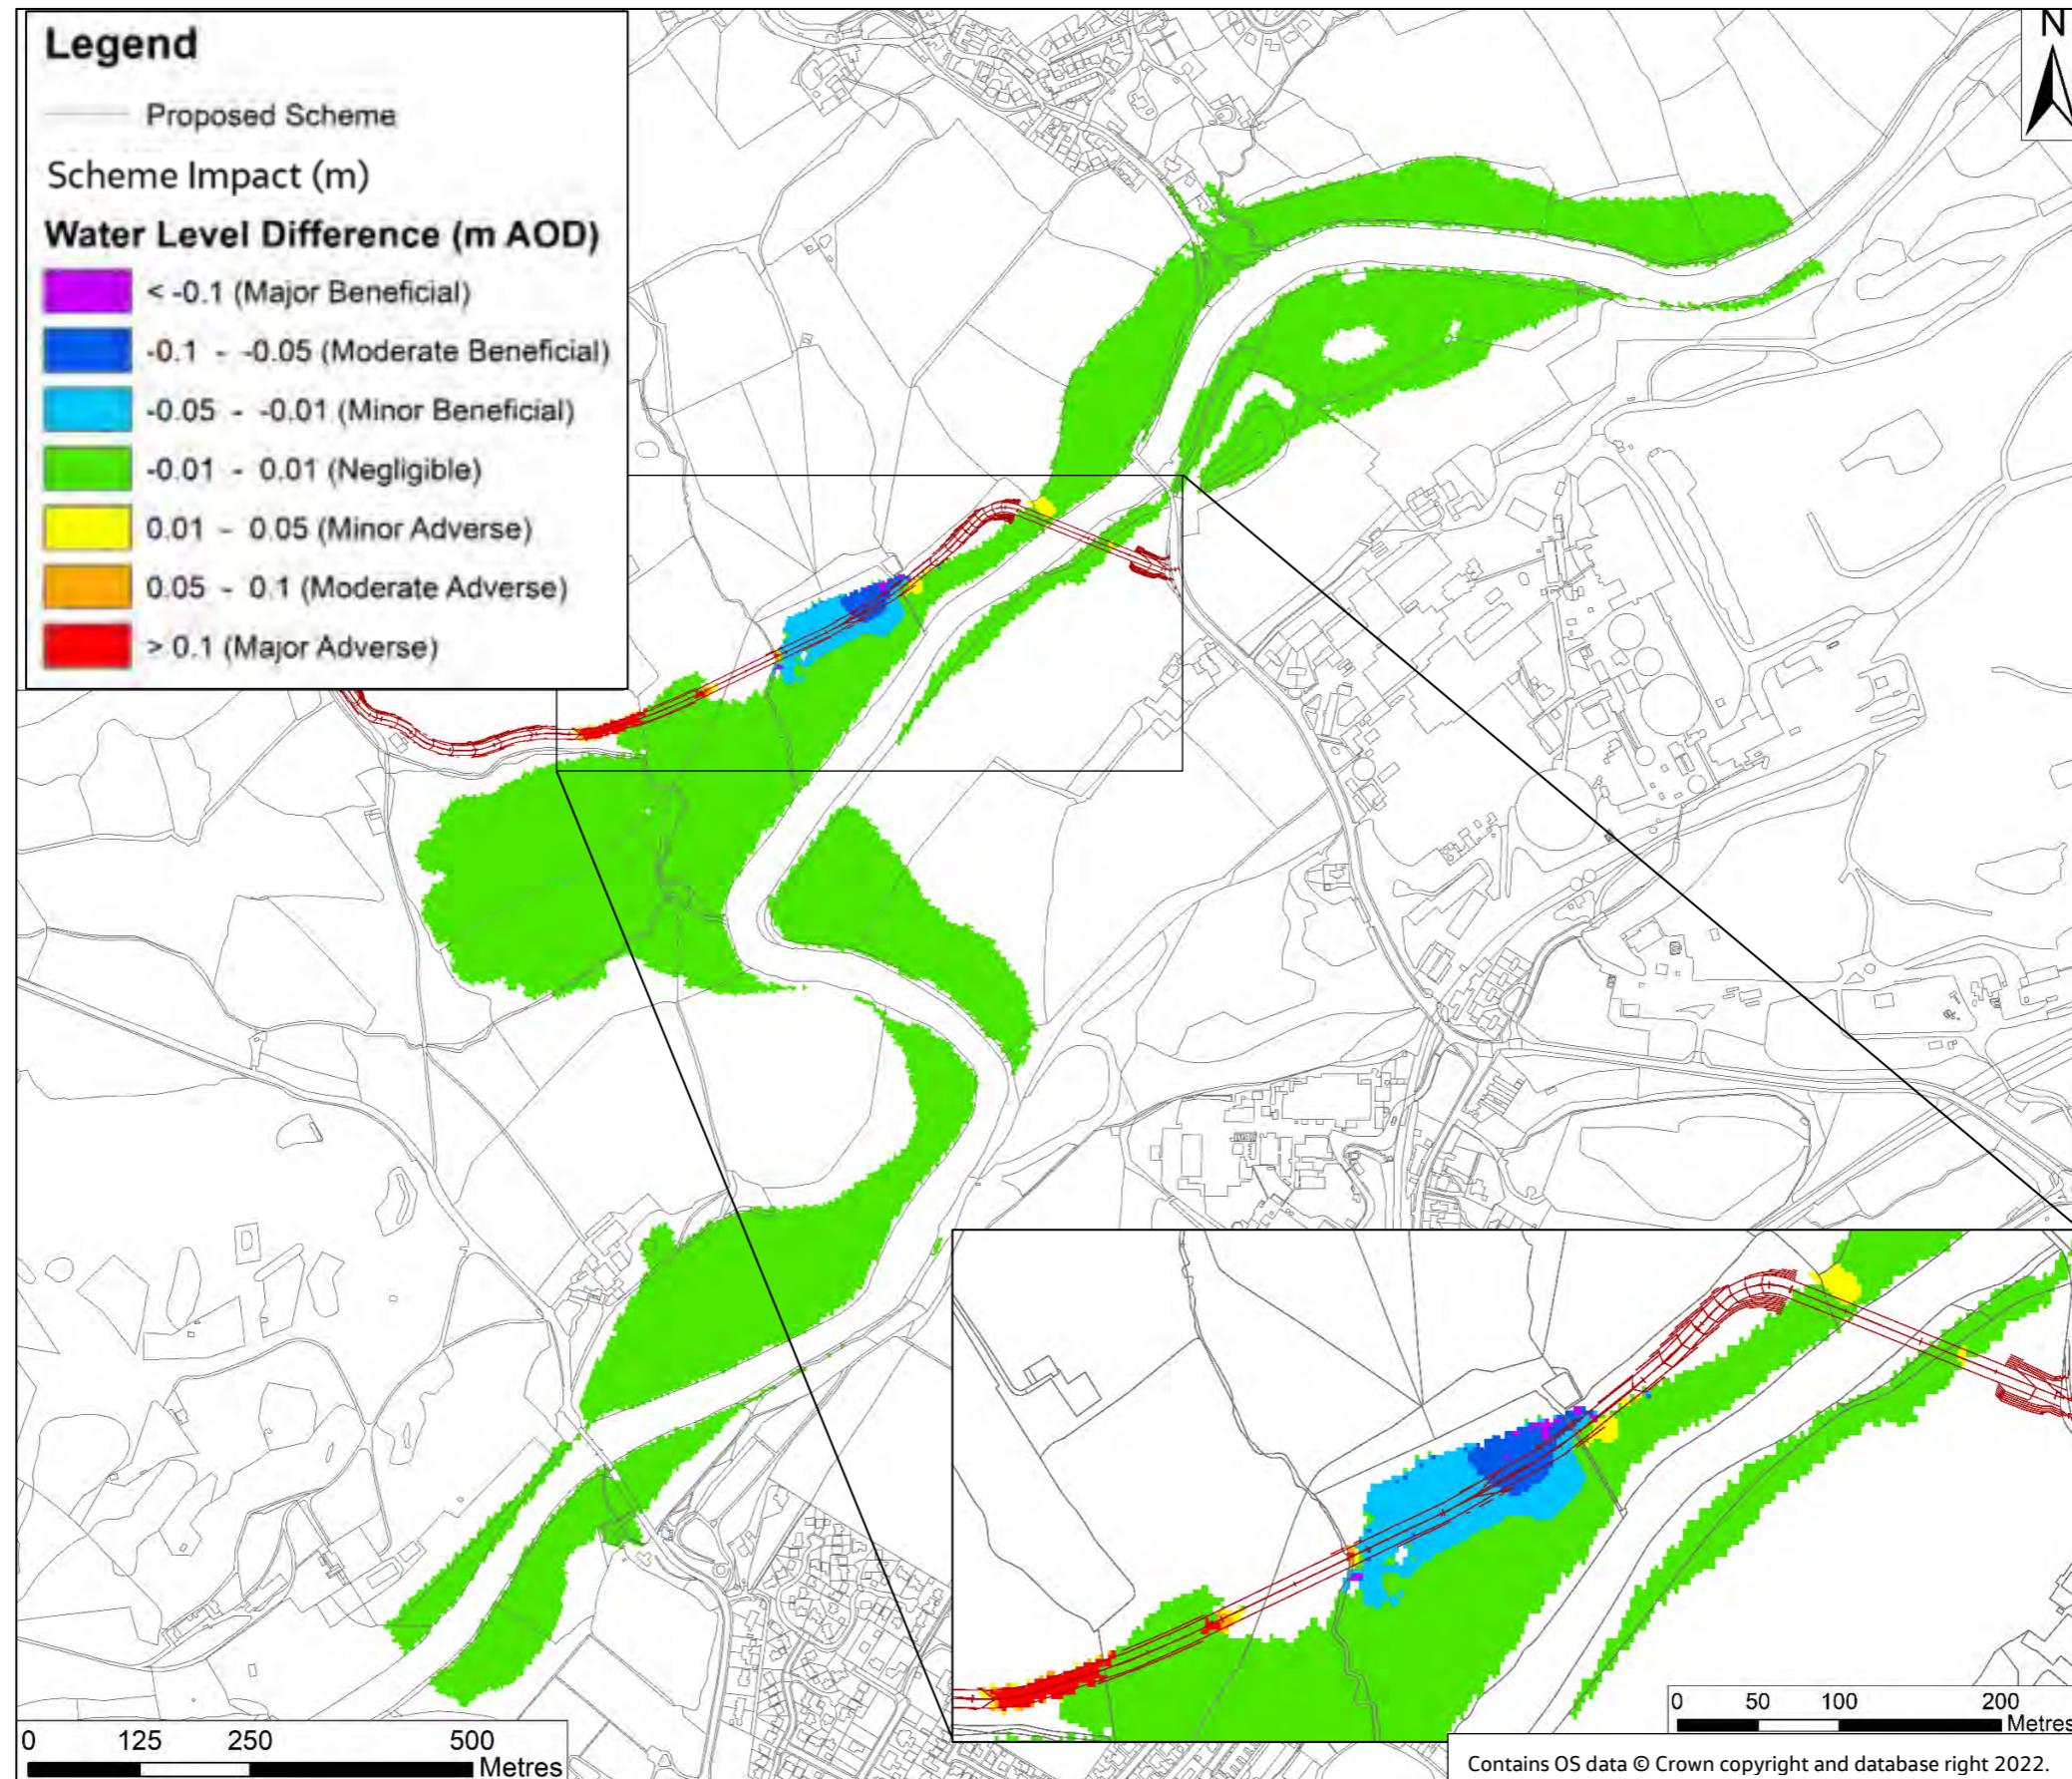 Legend
Proposed Scheme
Scheme Impact (m)
Water Level Difference (m AOD)
< -0.1 (Major Beneficial)
-0.1 - -0.05 (Moderate Beneficial)
-0.05 - -0.01 (Minor Beneficial)
-0.01 - 0.01 (Negligible)
0.01 - 0.05 (Minor Adverse)
0.05 - 0.1 (Moderate Adverse)
> 0.1 (Major Adverse)
N
0 50 100 200
Metres
0 125 250 500
Metres
Contains OS data © Crown copyright and database right 2022.